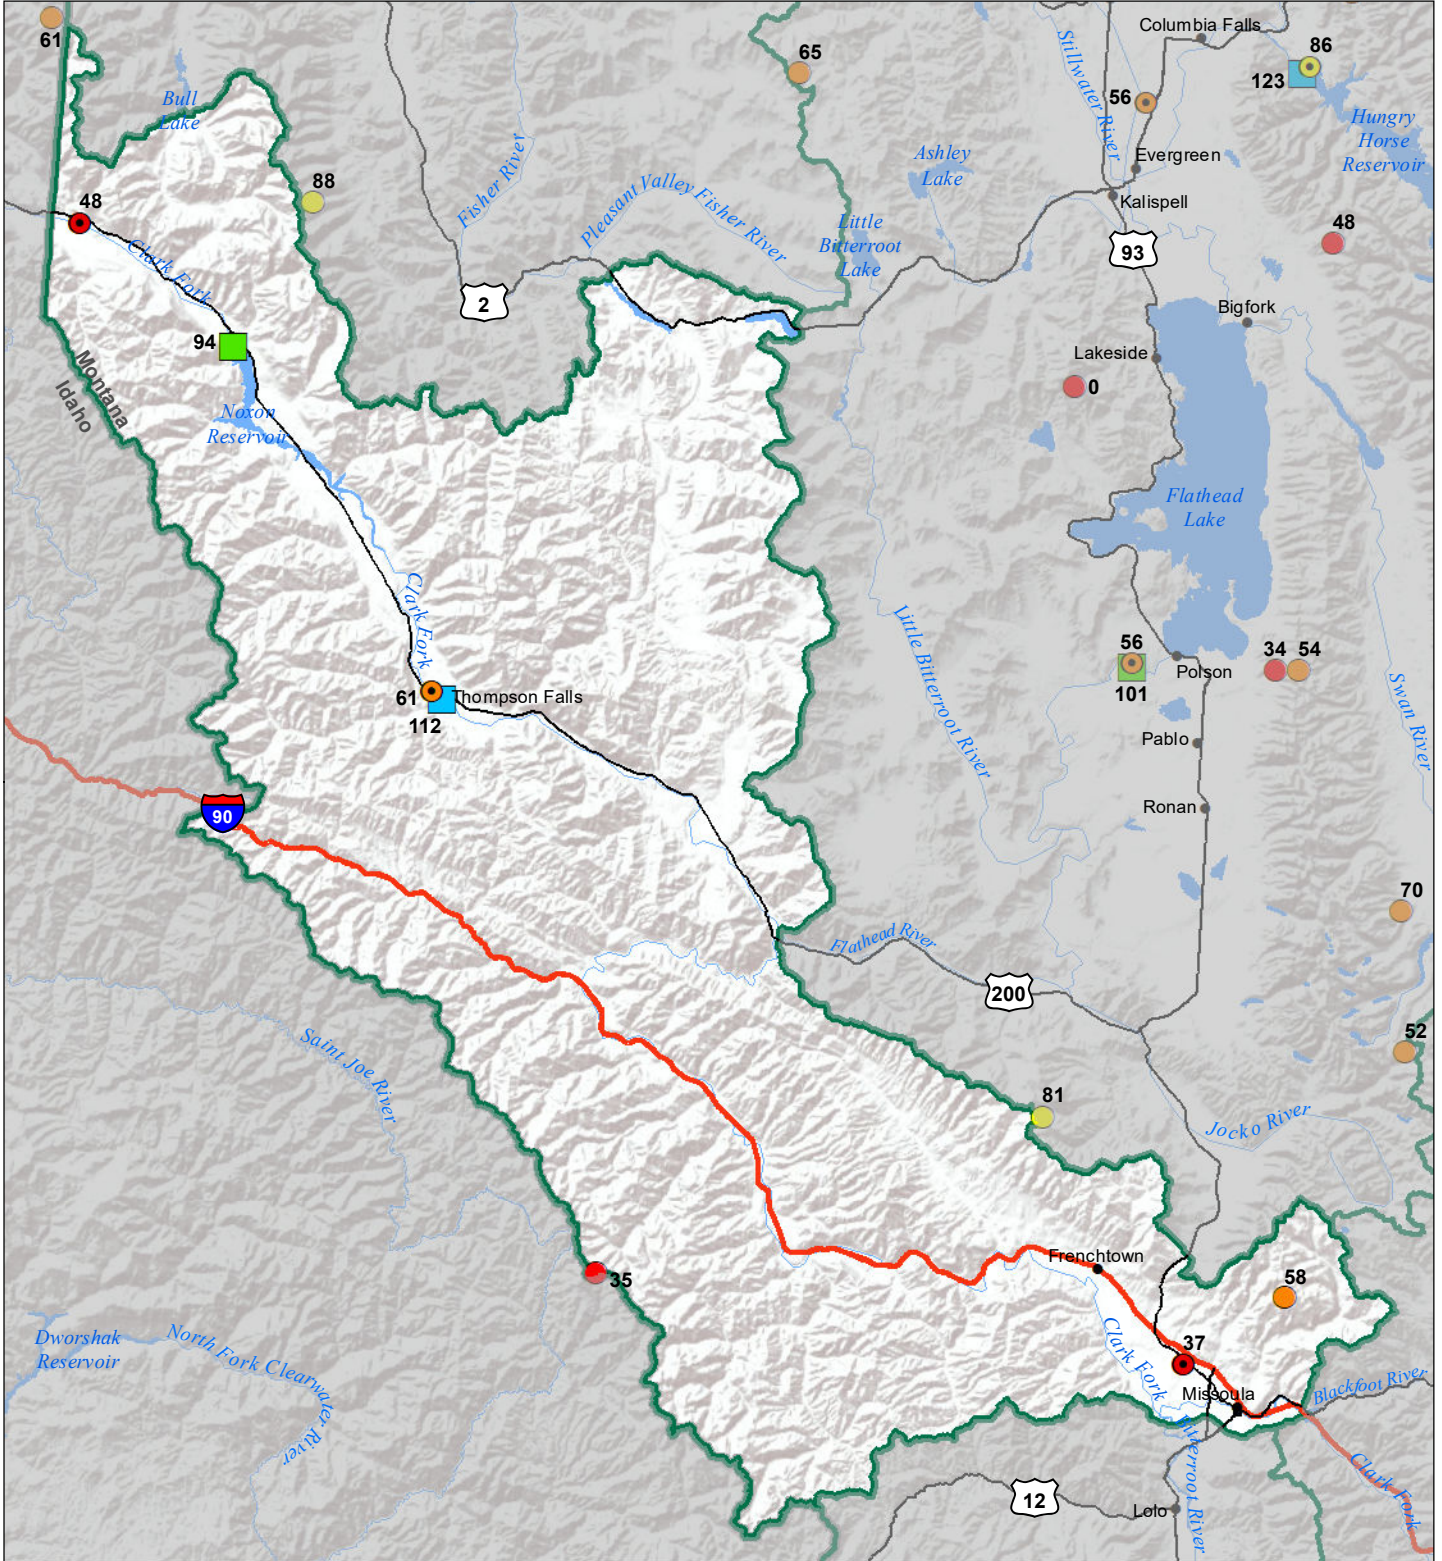 61
Bull
Lake
65
Columbia Falls
86
123
56
Stillwater River
Hungry
Horse
Reservoir
Evergreen
Ashley
Lake
Fisher River
88
48
Pleasant Valley Fisher River
Kalispell
Little
Bitterroot
Lake
93
48
Clark Fork
2
Bigfork
94
Lakeside
0
Montana
Idaho
Noxon
Reservoir
Flathead
Lake
Clark Fork
Little Bitterroot River
56
101
Polson
34
54
Swan River
61
Thompson Falls
112
Pablo
90
Ronan
70
Flathead River
200
52
Saint Joe River
81
Jocko River
Frenchtown
35
58
Dworshak
Reservoir
North Fork Clearwater
River
37
Clark Fork
Missoula
Blackfoot River
Bitterroot River
12
Lolo
Clark Fork